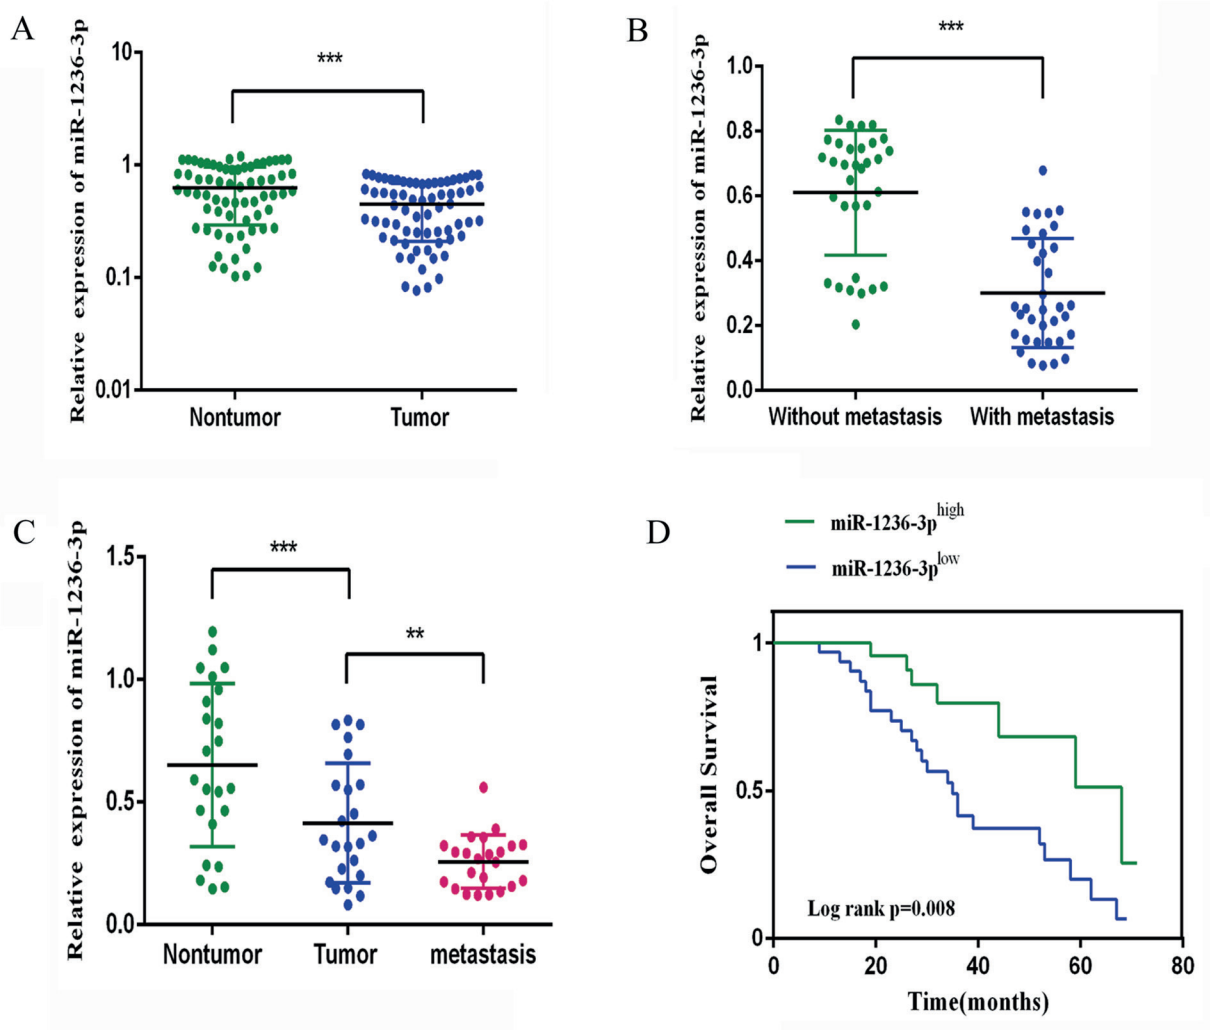 A
Relative expression of miR-1236-3p
10
1
0.1
0.01
***
Nontumor
Tumor
B
Relative expression of miR-1236-3p
1.0
0.8
0.6
0.4
0.2
0.0
***
Without metastasis
With metastasis
C
Relative expression of miR-1236-3p
1.5
1.0
0.5
0.0
***
**
Nontumor
Tumor
metastasis
D
miR-1236-3p^high
miR-1236-3p^low
Overall Survival
1
0.5
0
Log rank p=0.008
0
20
40
60
80
Time(months)